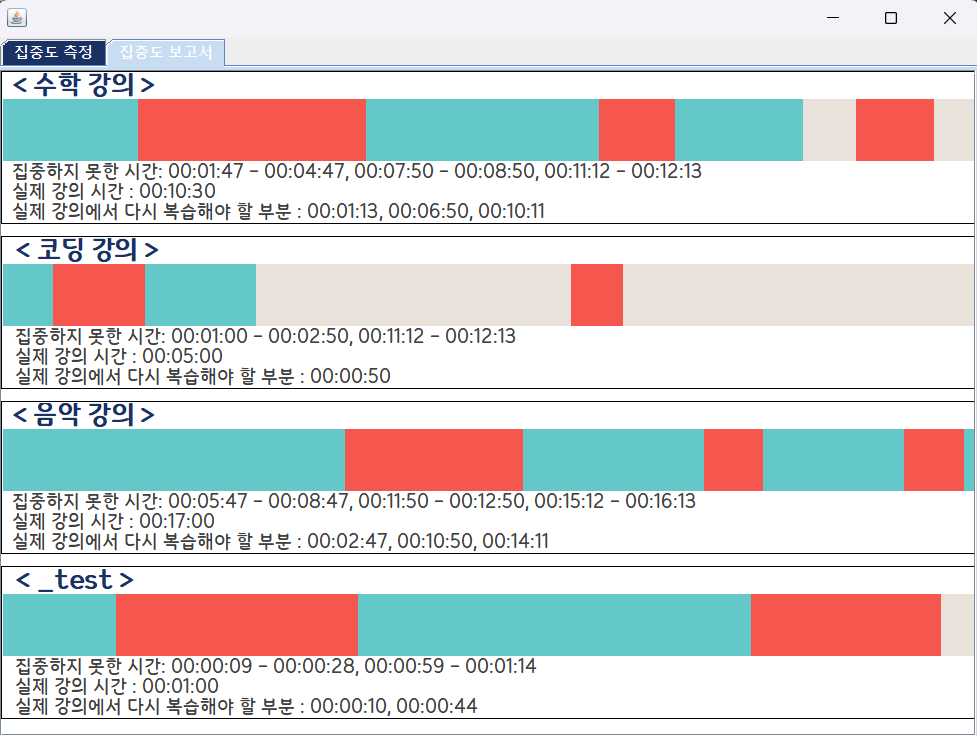 집중도 측정 집중도 보고서
< 수학 강의 >
집중하지 못한 시간: 00:01:47 - 00:04:47, 00:07:50 - 00:08:50, 00:11:12 - 00:12:13
실제 강의 시간 : 00:10:30
실제 강의에서 다시 복습해야 할 부분 : 00:01:13, 00:06:50, 00:10:11
< 코딩 강의 >
집중하지 못한 시간: 00:01:00 - 00:02:50, 00:11:12 - 00:12:13
실제 강의 시간 : 00:05:00
실제 강의에서 다시 복습해야 할 부분 : 00:00:50
< 음악 강의 >
집중하지 못한 시간: 00:05:47 - 00:08:47, 00:11:50 - 00:12:50, 00:15:12 - 00:16:13
실제 강의 시간 : 00:17:00
실제 강의에서 다시 복습해야 할 부분 : 00:02:47, 00:10:50, 00:14:11
< _test >
집중하지 못한 시간: 00:00:09 - 00:00:28, 00:00:59 - 00:01:14
실제 강의 시간 : 00:01:00
실제 강의에서 다시 복습해야 할 부분 : 00:00:10, 00:00:44